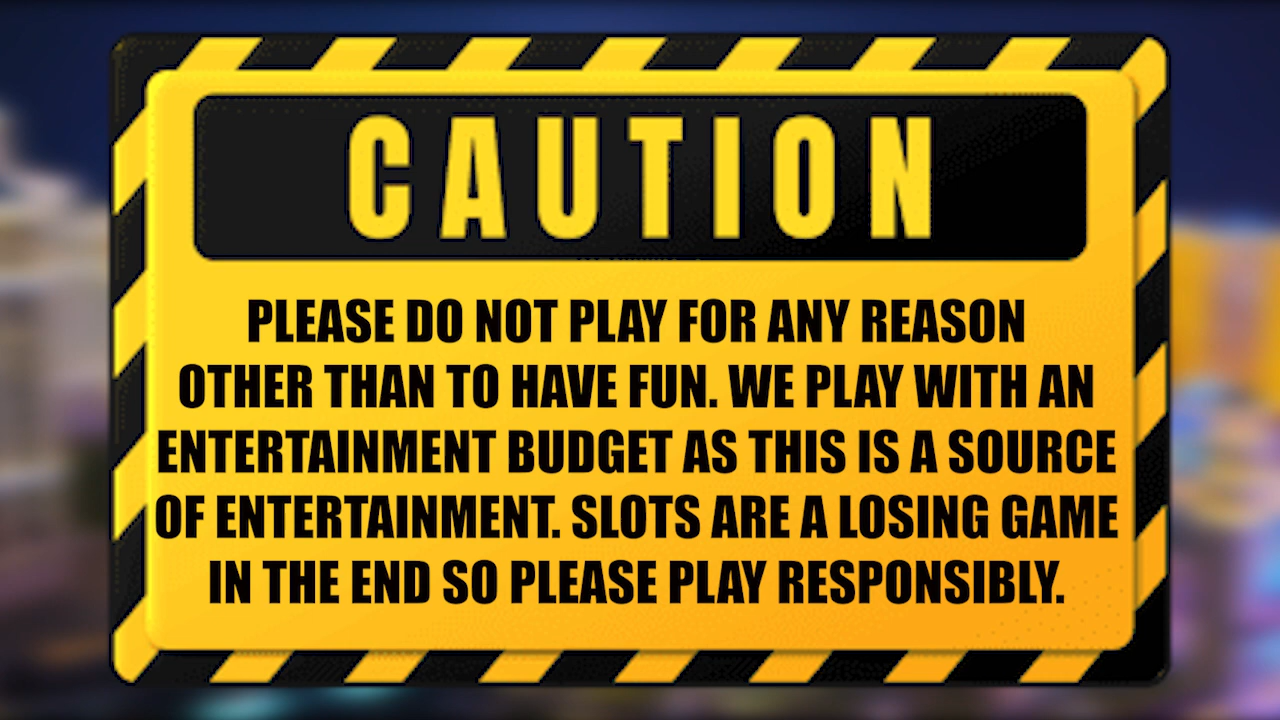 CAUTION
PLEASE DO NOT PLAY FOR ANY REASON
OTHER THAN TO HAVE FUN. WE PLAY WITH AN
ENTERTAINMENT BUDGET AS THIS IS A SOURCE
OF ENTERTAINMENT. SLOTS ARE A LOSING GAME
IN THE END SO PLEASE PLAY RESPONSIBLY.